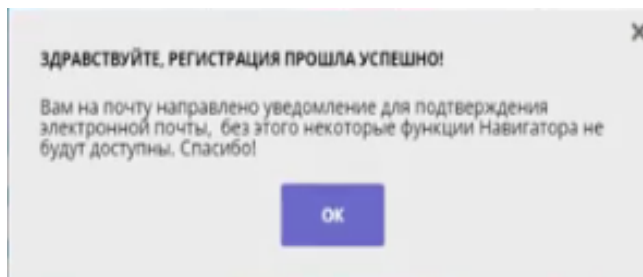 ЗДРАВСТВУЙТЕ, РЕГИСТРАЦИЯ ПРОШЛА УСПЕШНО!
Вам на почту направлено уведомление для подтверждения
электронной почты, без этого некоторые функции Навигатора не
будут доступны. Спасибо!
ОК